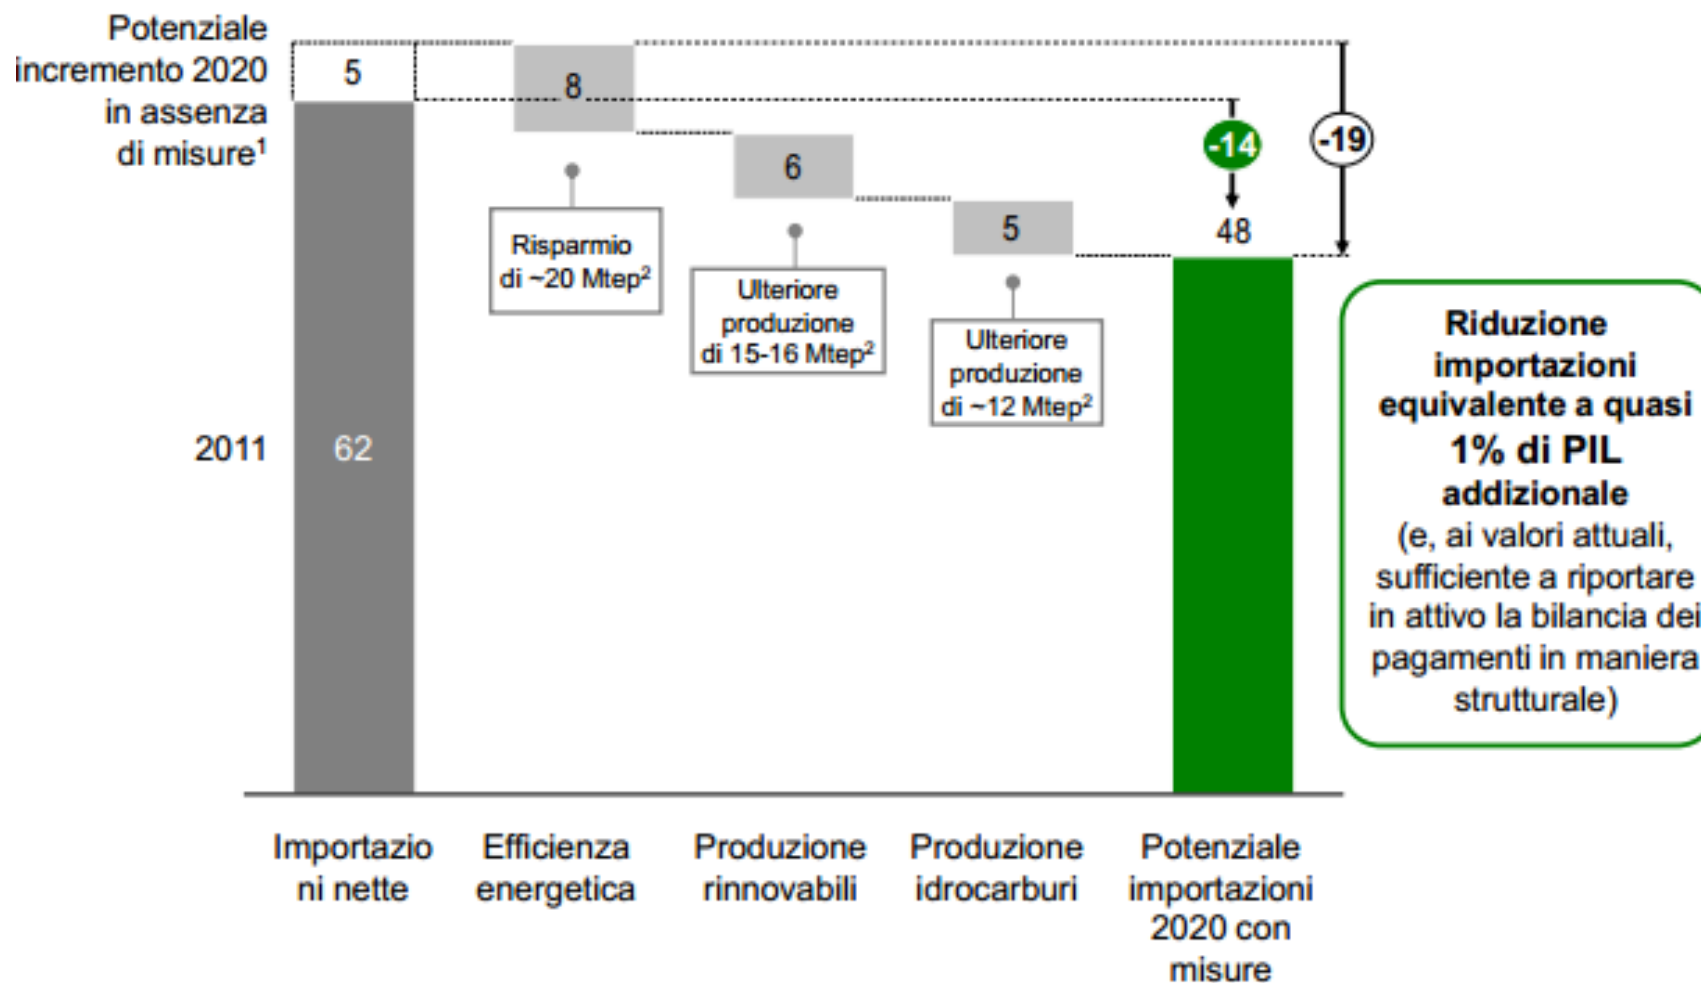 Potenziale
incremento 2020
in assenza
di misure¹
5
8
6
5
-14
-19
48
Risparmio
di ~20 Mtep²
Ulteriore
produzione
di 15-16 Mtep²
Ulteriore
produzione
di ~12 Mtep²
2011
62
Riduzione
importazioni
equivalente a quasi
1% di PIL
addizionale
(e, ai valori attuali,
sufficiente a riportare
in attivo la bilancia dei
pagamenti in maniera
strutturale)
Importazio
ni nette
Efficienza
energetica
Produzione
rinnovabili
Produzione
idrocarburi
Potenziale
importazioni
2020 con
misure